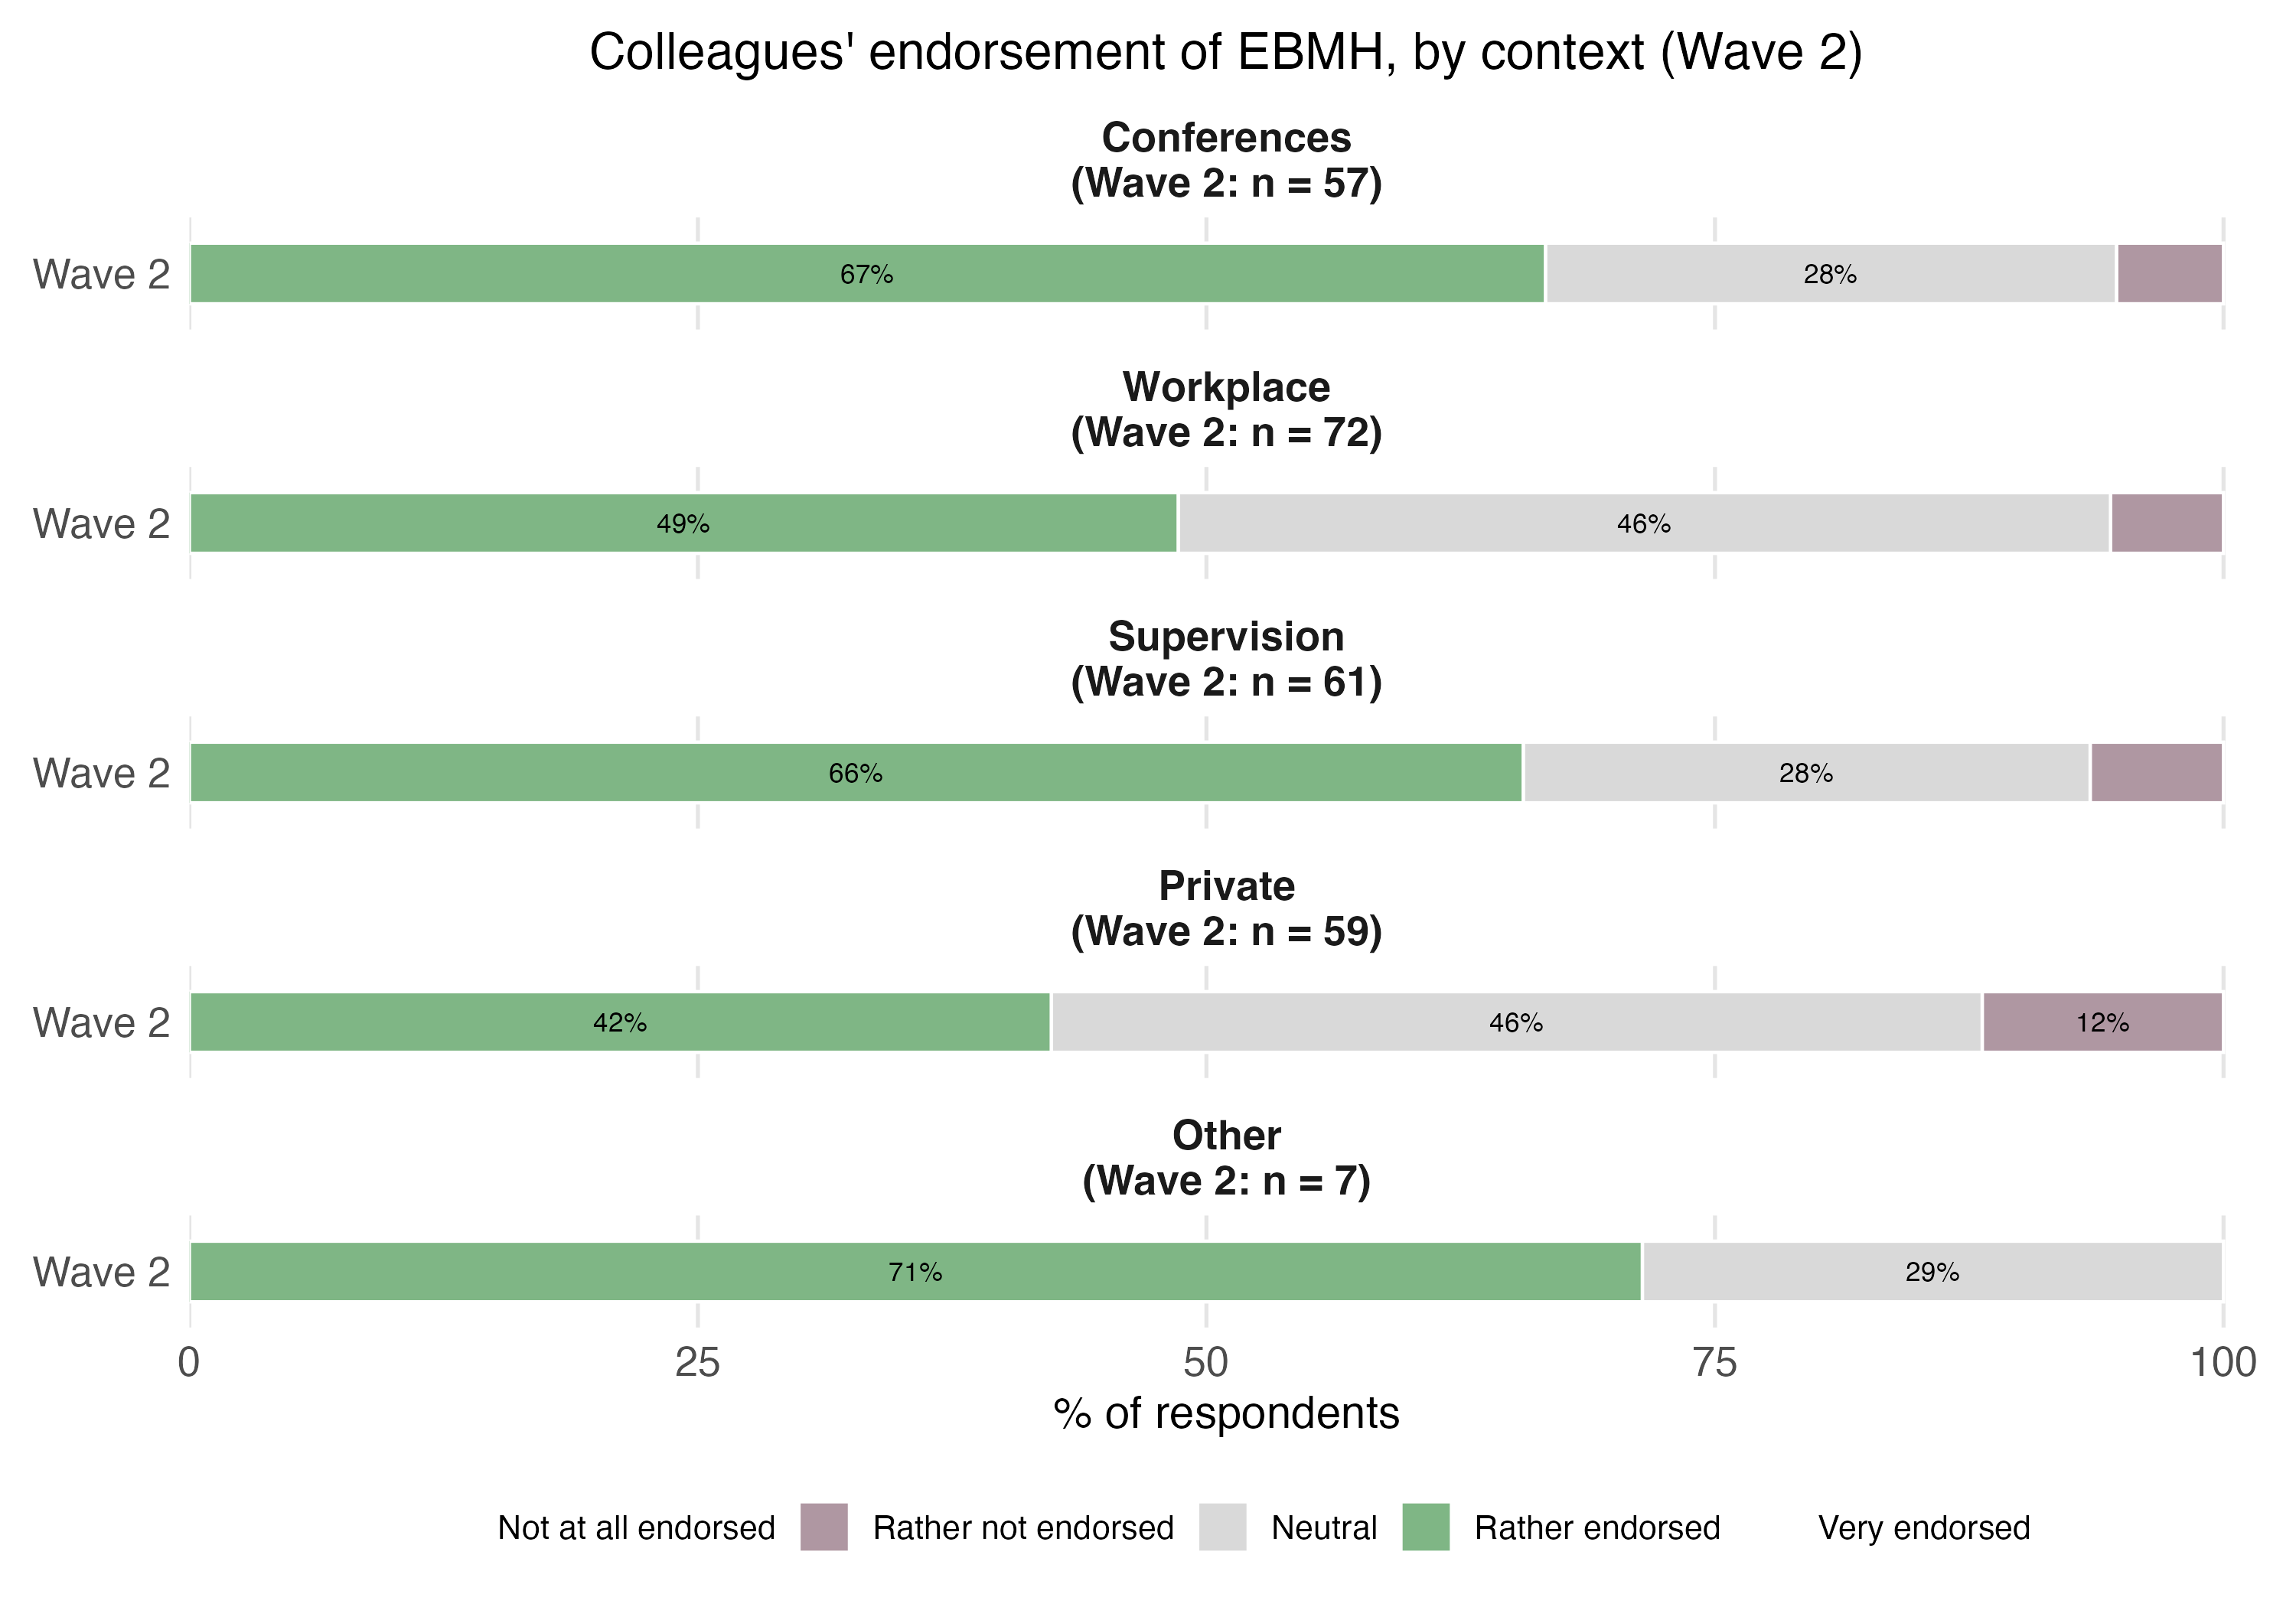 Colleagues' endorsement of EBMH, by context (Wave 2)
Conferences
(Wave 2: n = 57)
Wave 2
67%
28%
Workplace
(Wave 2: n = 72)
Wave 2
49%
46%
Supervision
(Wave 2: n = 61)
Wave 2
66%
28%
Private
(Wave 2: n = 59)
Wave 2
42%
46%
12%
Other
(Wave 2: n = 7)
Wave 2
71%
29%
0 25 50 75 100
% of respondents
Not at all endorsed Rather not endorsed Neutral Rather endorsed Very endorsed